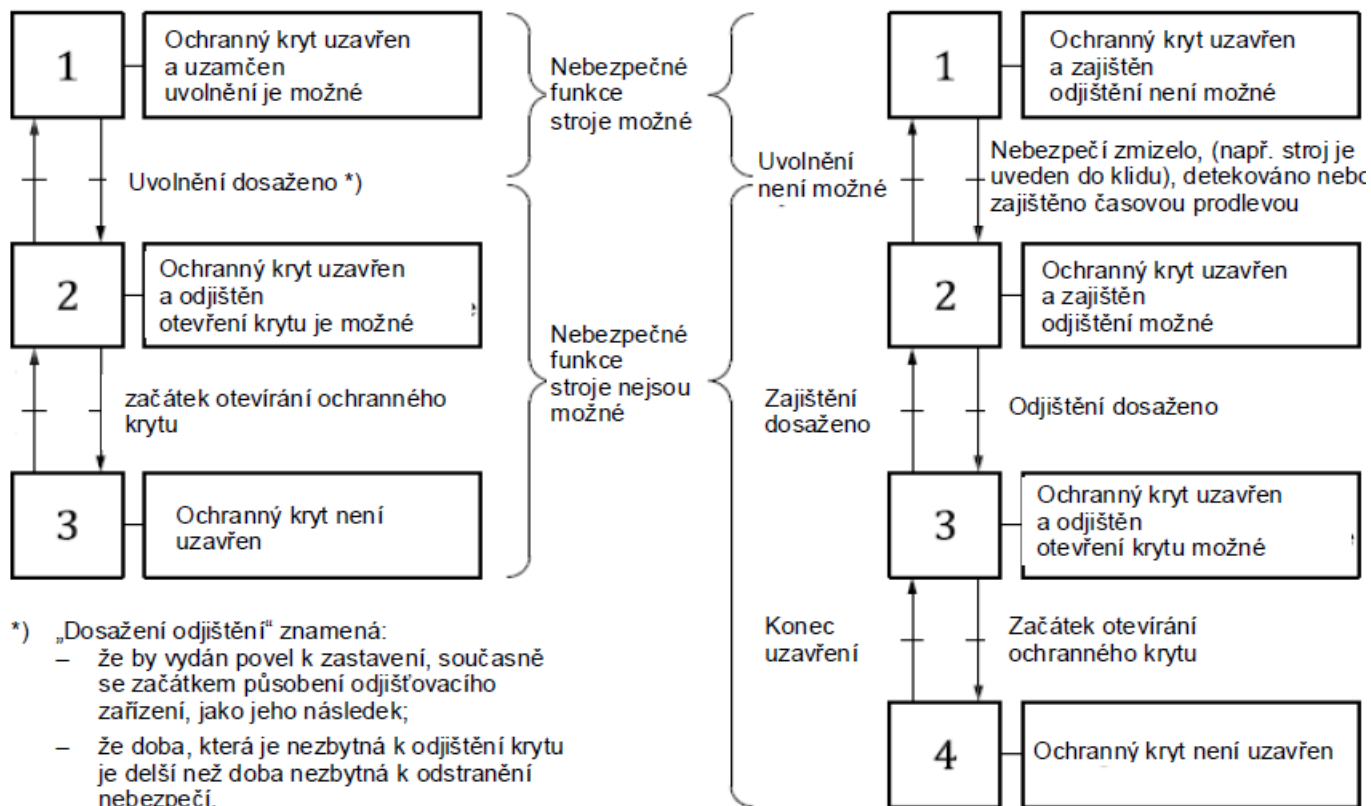 1
Ochranný kryt uzavřen
a uzamčen
uvolnění je možné
Uvolnění dosaženo *)
2
Ochranný kryt uzavřen
a odjištěn
otevření krytu je možné
začátek otevírání ochranného
krytu
3
Ochranný kryt není
uzavřen
*) „Dosažení odjištění“ znamená:
– že by vydán povel k zastavení, současně
se začátkem působení odjišťovacího
zařízení, jako jeho následek;
– že doba, která je nezbytná k odjištění krytu
je delší než doba nezbytná k odstranění
nebezpečí.
Nebezpečné
funkce
stroje možné
Nebezpečné
funkce
stroje nejsou
možné
1
Ochranný kryt uzavřen
a zajištěn
odjištění není možné
Uvolnění
není možné
Nebezpečí zmizelo, (např. stroj je
uveden do klidu), detekováno nebo
zajištěno časovou prodlevou
2
Ochranný kryt uzavřen
a zajištěn
odjištění možné
Zajištění
dosaženo
Odjištění dosaženo
3
Ochranný kryt uzavřen
a odjištěn
otevření krytu možné
Konec
uzavření
Začátek otevírání
ochranného krytu
4
Ochranný kryt není uzavřen